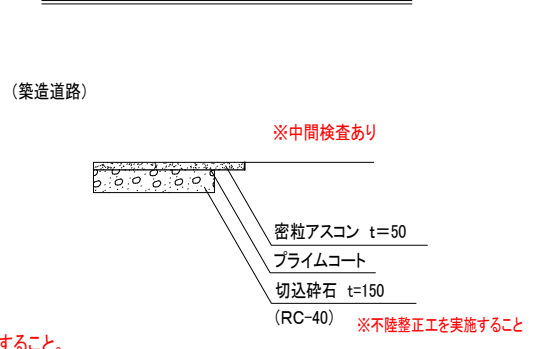 (築造道路)
※中間検査あり
密粒アスコン t=50
プライムコート
切込砕石 t=150
(RC-40) ※不陸整正工を実施すること
すること。